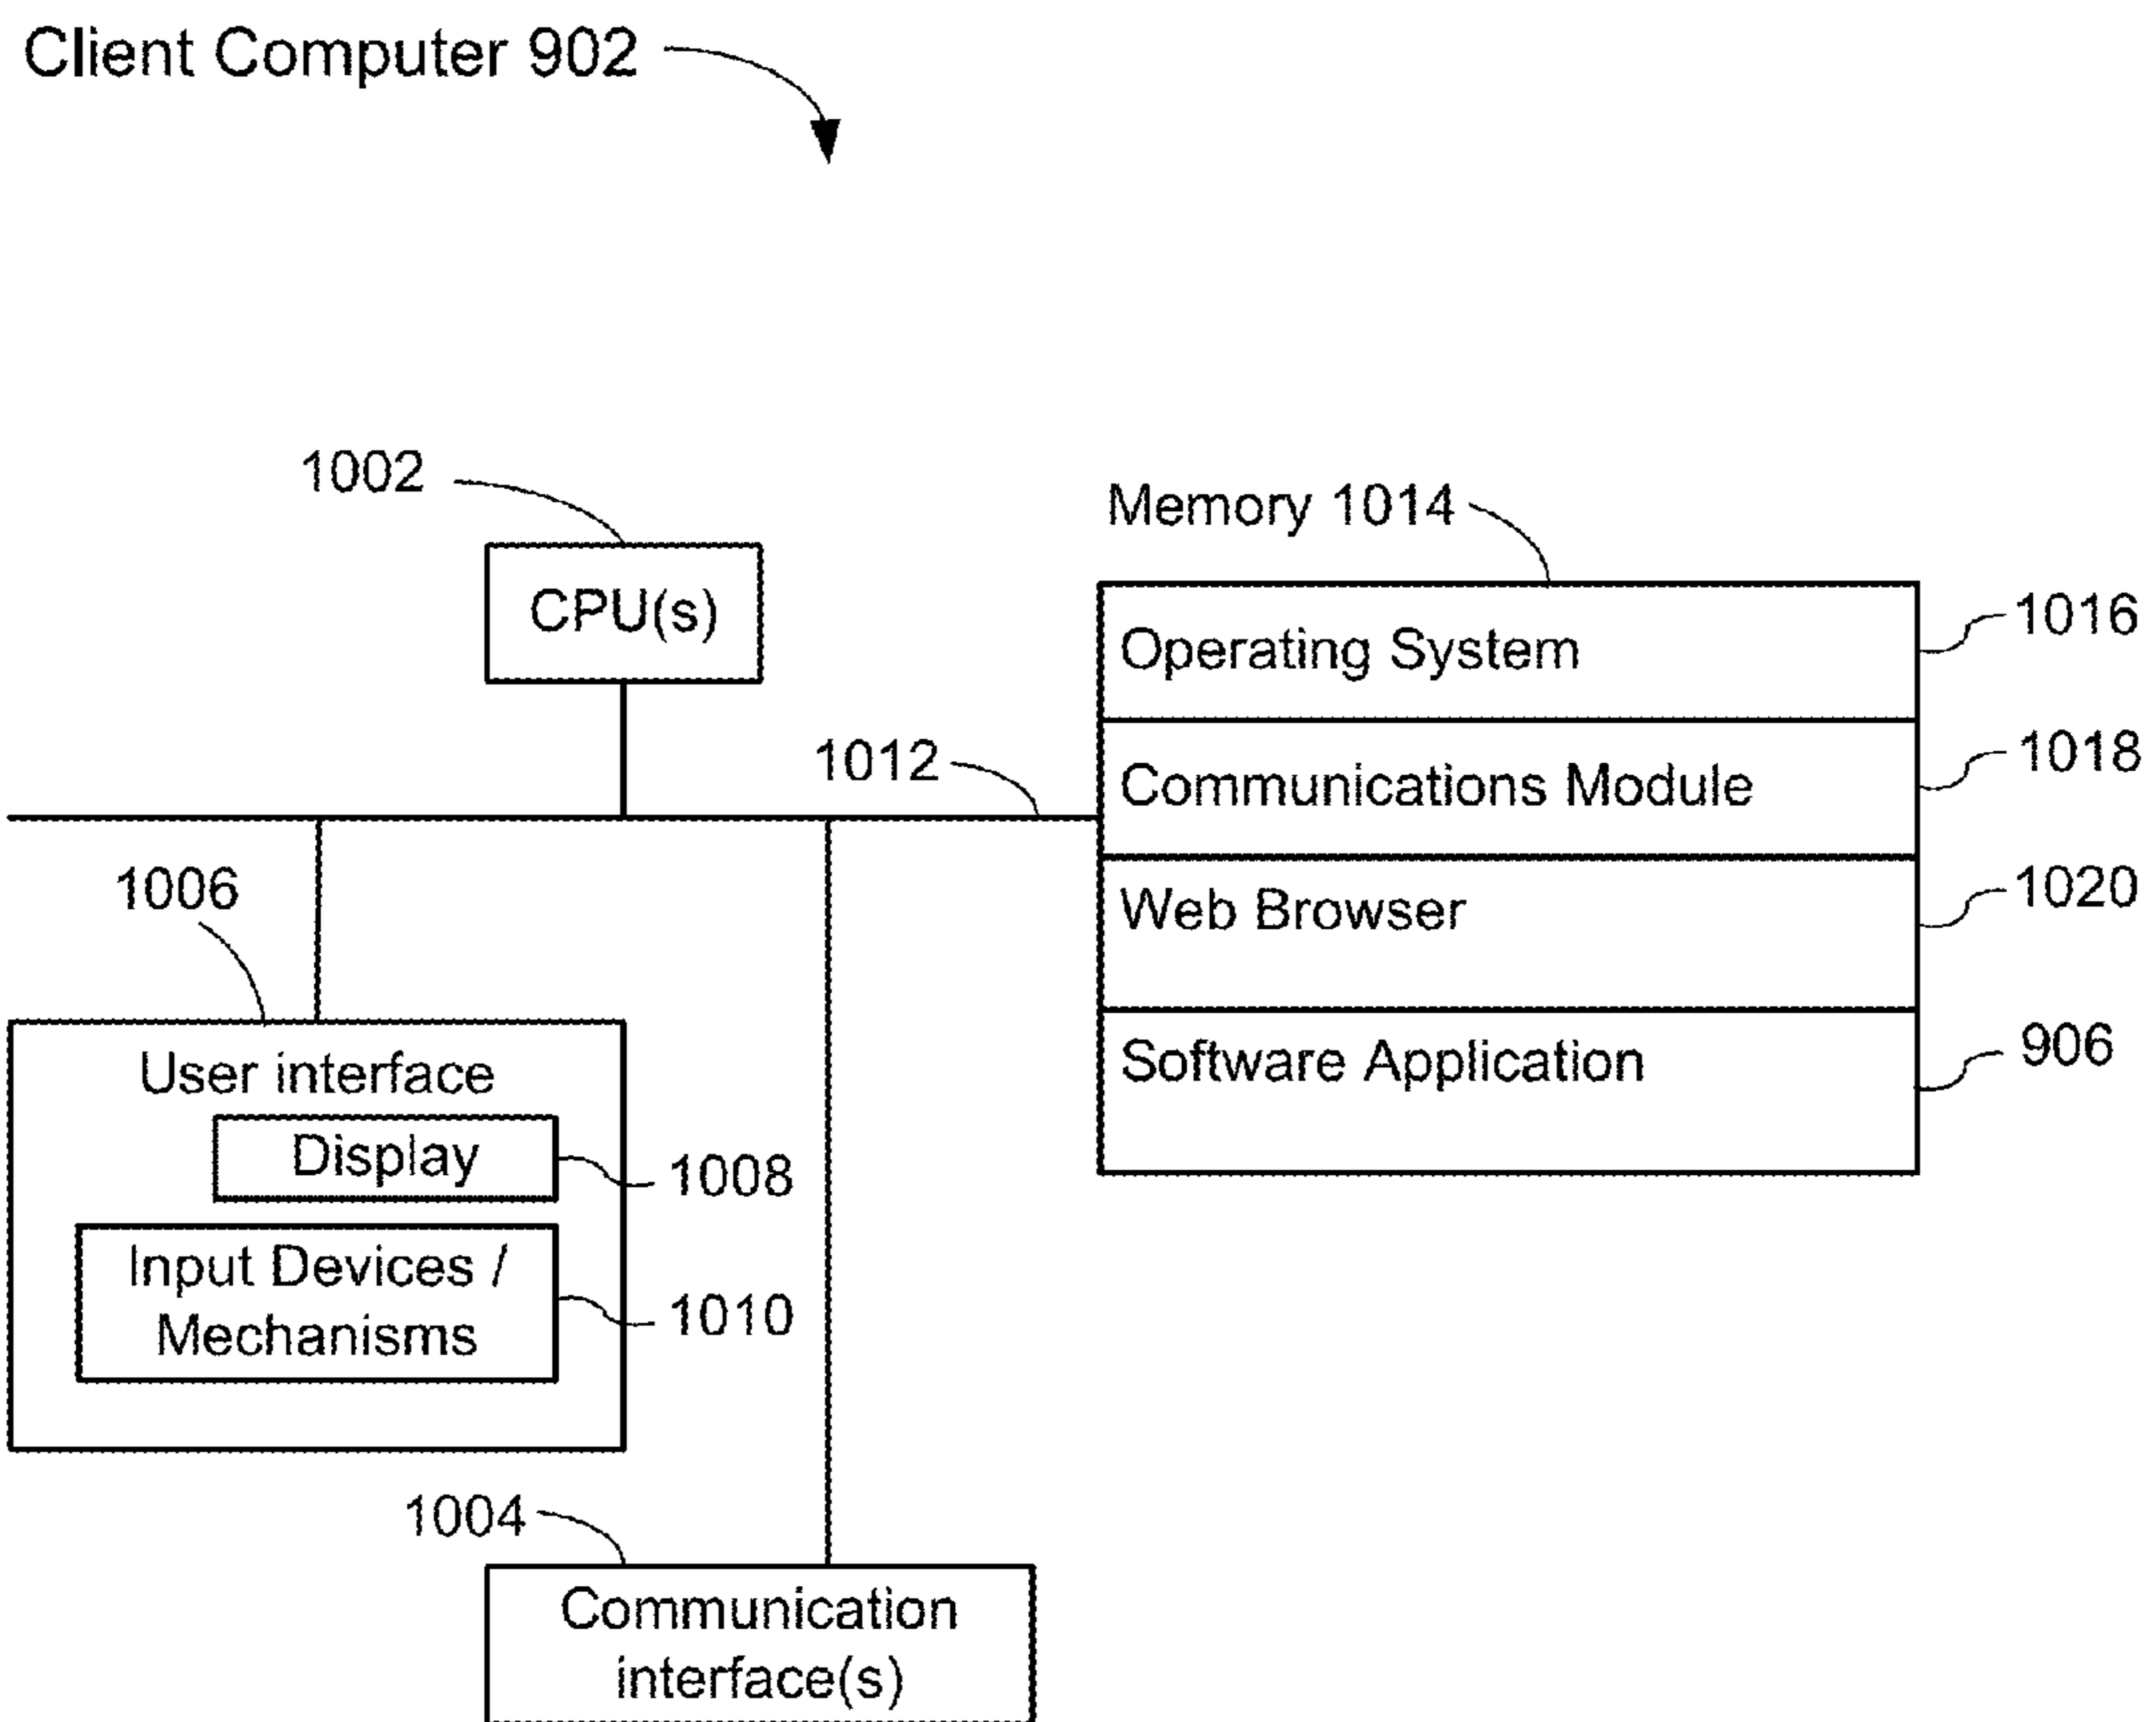 Client Computer 902
1002
CPU(s)
Memory 1014
Operating System
1016
Communications Module
1018
1012
Web Browser
1020
Software Application
906
1006
User interface
Display
1008
Input Devices /
Mechanisms
1010
1004
Communication
interface(s)